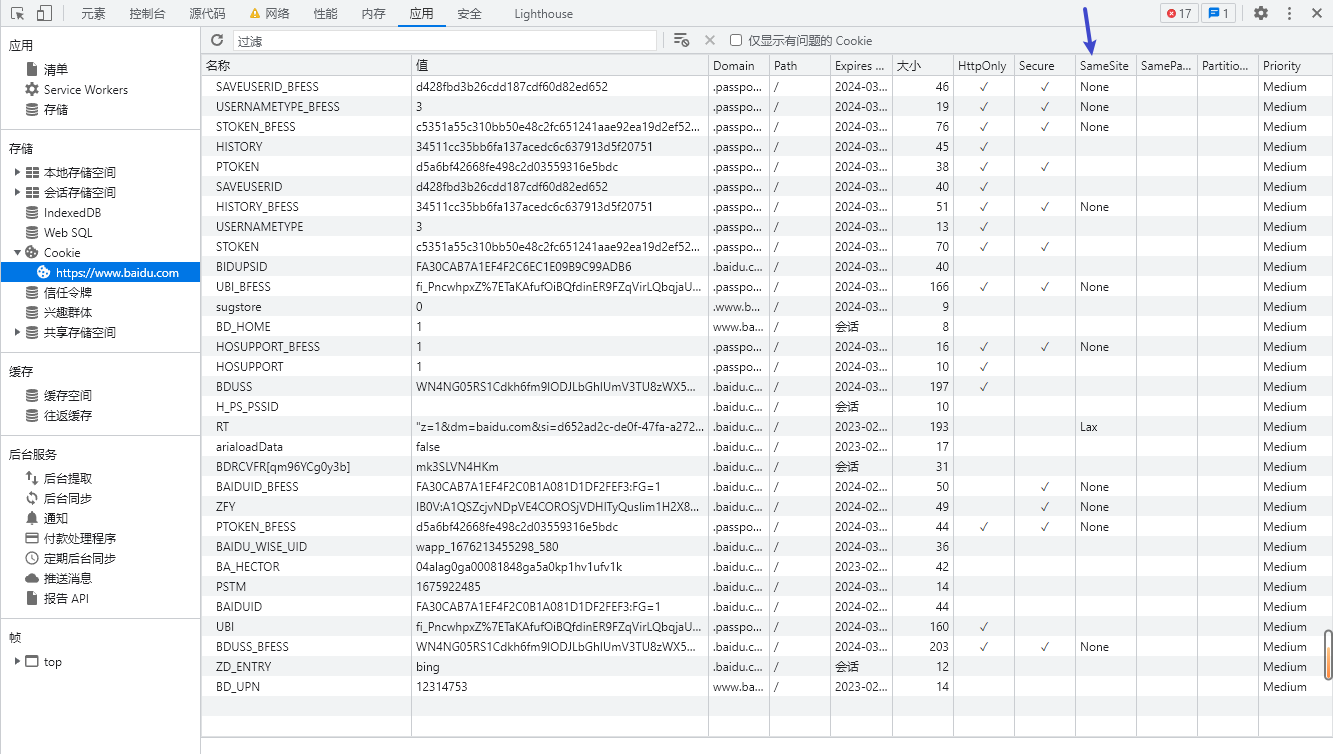 元素 控制台 源代码 网络 性能 内存 应用 安全 Lighthouse 17 1
应用
清单
Service Workers
存储
存储
本地存储空间
会话存储空间
IndexedDB
Web SQL
Cookie
https://www.baidu.com
信任令牌
兴趣群体
共享存储空间
缓存
缓存空间
往返缓存
后台服务
后台提取
后台同步
通知
付款处理程序
定期后台同步
推送消息
报告 API
帧
top
过滤 仅显示有问题的 Cookie
名称 值 Domain Path Expires ... 大小 HttpOnly Secure SameSite SamePa... Partitio... Priority
SAVEUSERID_BFESS d428fbd3b26cdd187cdf60d82ed652 .passpo... / 2024-03... 46 ✓ ✓ None Medium
USERNAMETYPE_BFESS 3 .passpo... / 2024-03... 19 ✓ ✓ None Medium
STOKEN_BFESS c5351a55c310bb50e48c2fc651241aae92ea19d2ef52... .passpo... / 2024-03... 76 ✓ ✓ None Medium
HISTORY 34511cc35bb6fa137acedc6c637913d5f20751 .passpo... / 2024-03... 45 ✓ Medium
PTOKEN d5a6bf42668fe498c2d03559316e5bdc .passpo... / 2024-03... 38 ✓ ✓ Medium
SAVEUSERID d428fbd3b26cdd187cdf60d82ed652 .passpo... / 2024-03... 40 ✓ Medium
HISTORY_BFESS 34511cc35bb6fa137acedc6c637913d5f20751 .passpo... / 2024-03... 51 ✓ ✓ None Medium
USERNAMETYPE 3 .passpo... / 2024-03... 13 ✓ Medium
STOKEN c5351a55c310bb50e48c2fc651241aae92ea19d2ef52... .passpo... / 2024-03... 70 ✓ ✓ Medium
BIDUPSID FA30CAB7A1EF4F2C6EC1E09B9C99ADB6 .baidu.c... / 2024-03... 40 Medium
UBI_BFESS fi_PncwhpxZ%7ETaKAfufOiBQfdinER9FZqVirLQbqjaU... .passpo... / 2024-03... 166 ✓ ✓ None Medium
sugstore 0 .www.b... / 2024-03... 9 Medium
BD_HOME 1 www.ba... / 会话 8 Medium
HOSUPPORT_BFESS 1 .passpo... / 2024-03... 16 ✓ ✓ None Medium
HOSUPPORT 1 .passpo... / 2024-03... 10 ✓ Medium
BDUSS WN4NG05RS1Cdkh6fm9IODJLbGhIUmV3TU8zWX5... .baidu.c... / 2024-03... 197 ✓ Medium
H_PS_PSSID .baidu.c... / 会话 10 Medium
RT "z=1&dm=baidu.com&si=d652ad2c-de0f-47fa-a272... .baidu.c... / 2023-02... 193 Lax Medium
arialoadData false .baidu.c... / 2023-02... 17 Medium
BDRCVFR[qm96YCg0y3b] mk3SLVN4HKm .baidu.c... / 会话 31 Medium
BAIDUID_BFESS FA30CAB7A1EF4F2C0B1A081D1DF2FEF3:FG=1 .baidu.c... / 2024-02... 50 ✓ None Medium
ZFY IB0V:A1QSZcjvNDpVE4COROSjVDHITyQuslim1H2X8... .baidu.c... / 2024-02... 49 ✓ None Medium
PTOKEN_BFESS d5a6bf42668fe498c2d03559316e5bdc .passpo... / 2024-03... 44 ✓ ✓ None Medium
BAIDU_WISE_UID wapp_1676213455298_580 .baidu.c... / 2024-03... 36 Medium
BA_HECTOR 04alag0ga00081848ga5a0kp1hv1ufv1k .baidu.c... / 2023-02... 42 Medium
PSTM 1675922485 .baidu.c... / 2024-03... 14 Medium
BAIDUID FA30CAB7A1EF4F2C0B1A081D1DF2FEF3:FG=1 .baidu.c... / 2024-02... 44 Medium
UBI fi_PncwhpxZ%7ETaKAfufOiBQfdinER9FZqVirLQbqjaU... .passpo... / 2024-03... 160 ✓ Medium
BDUSS_BFESS WN4NG05RS1Cdkh6fm9IODJLbGhIUmV3TU8zWX5... .baidu.c... / 2024-03... 203 ✓ ✓ None Medium
ZD_ENTRY bing .baidu.c... / 会话 12 Medium
BD_UPN 12314753 www.ba... / 2023-02... 14 Medium